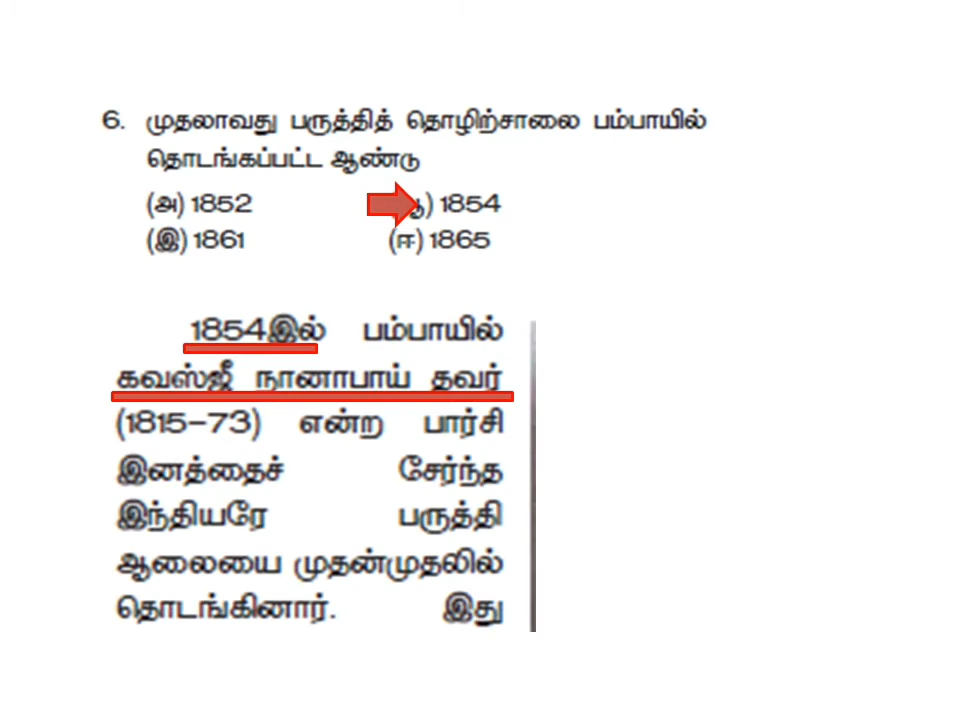 6. முதலாவது பருத்தித் தொழிற்சாலை பம்பாயில்
தொடங்கப்பட்ட ஆண்டு
(அ) 1852 ஆ) 1854
(இ) 1861 (ஈ) 1865
1854இல் பம்பாயில்
கவஸ்ஜீ நானாபாய் தவர்
(1815–73) என்ற பார்சி
இனத்தைச் சேர்ந்த
இந்தியரே பருத்தி
ஆலையை முதன்முதலில்
தொடங்கினார். இது